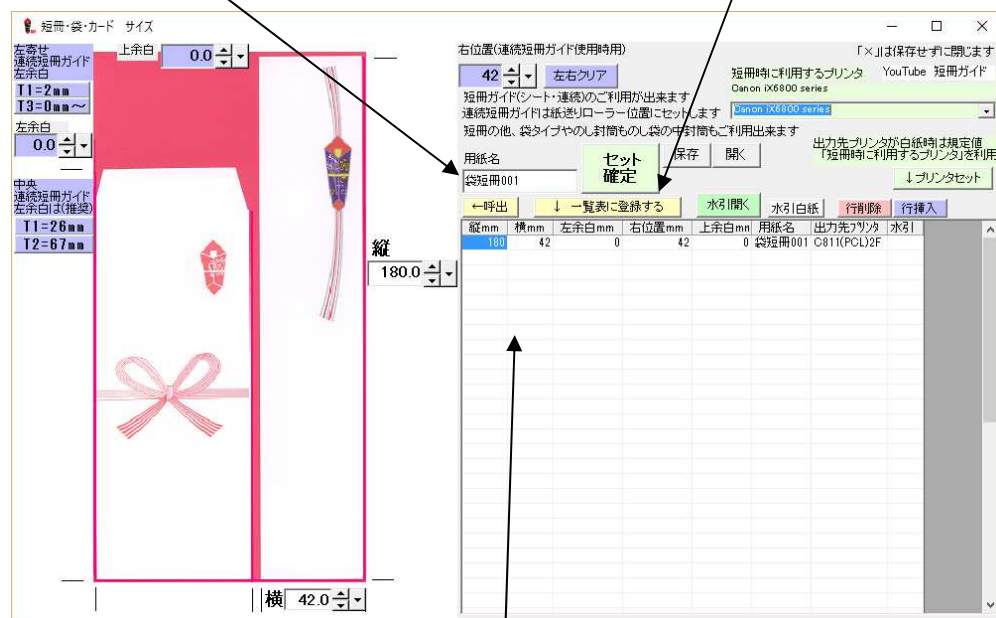 短冊・袋・カード サイズ
左寄せ
連続短冊ガイド
左余白
T1=2mm
T3=0mm～
左余白
0.0
中央
連続短冊ガイド
左余白は(推奨)
T1=26mm
T2=67mm
上余白 0.0
縦
180.0
横 42.0
右位置(連続短冊ガイド使用時用)
「×」は保存せずに閉じます
42 左右クリア
短冊時に利用するプリンタ YouTube 短冊ガイド
Canon iX6800 series
短冊ガイド(シート・連続)のご利用が出来ます
連続短冊ガイドは紙送りローラー位置にセットします
Canon iX6800 series
短冊の他、袋タイプやのし封筒ものし袋の中封筒もご利用出来ます
出力先プリンタが白紙時は規定値
「短冊時に利用するプリンタ」を利用
用紙名
袋短冊001
セット
確定
保存 開く
↓プリンタセット
←呼出 ↓ 一覧表に登録する 水引開く 水引白紙 行削除 行挿入
縦mm 横mm 左余白mm 右位置mm 上余白mm 用紙名 出力先プリンタ 水引
180 42 0 42 0 袋短冊001 C811(PCL)2F